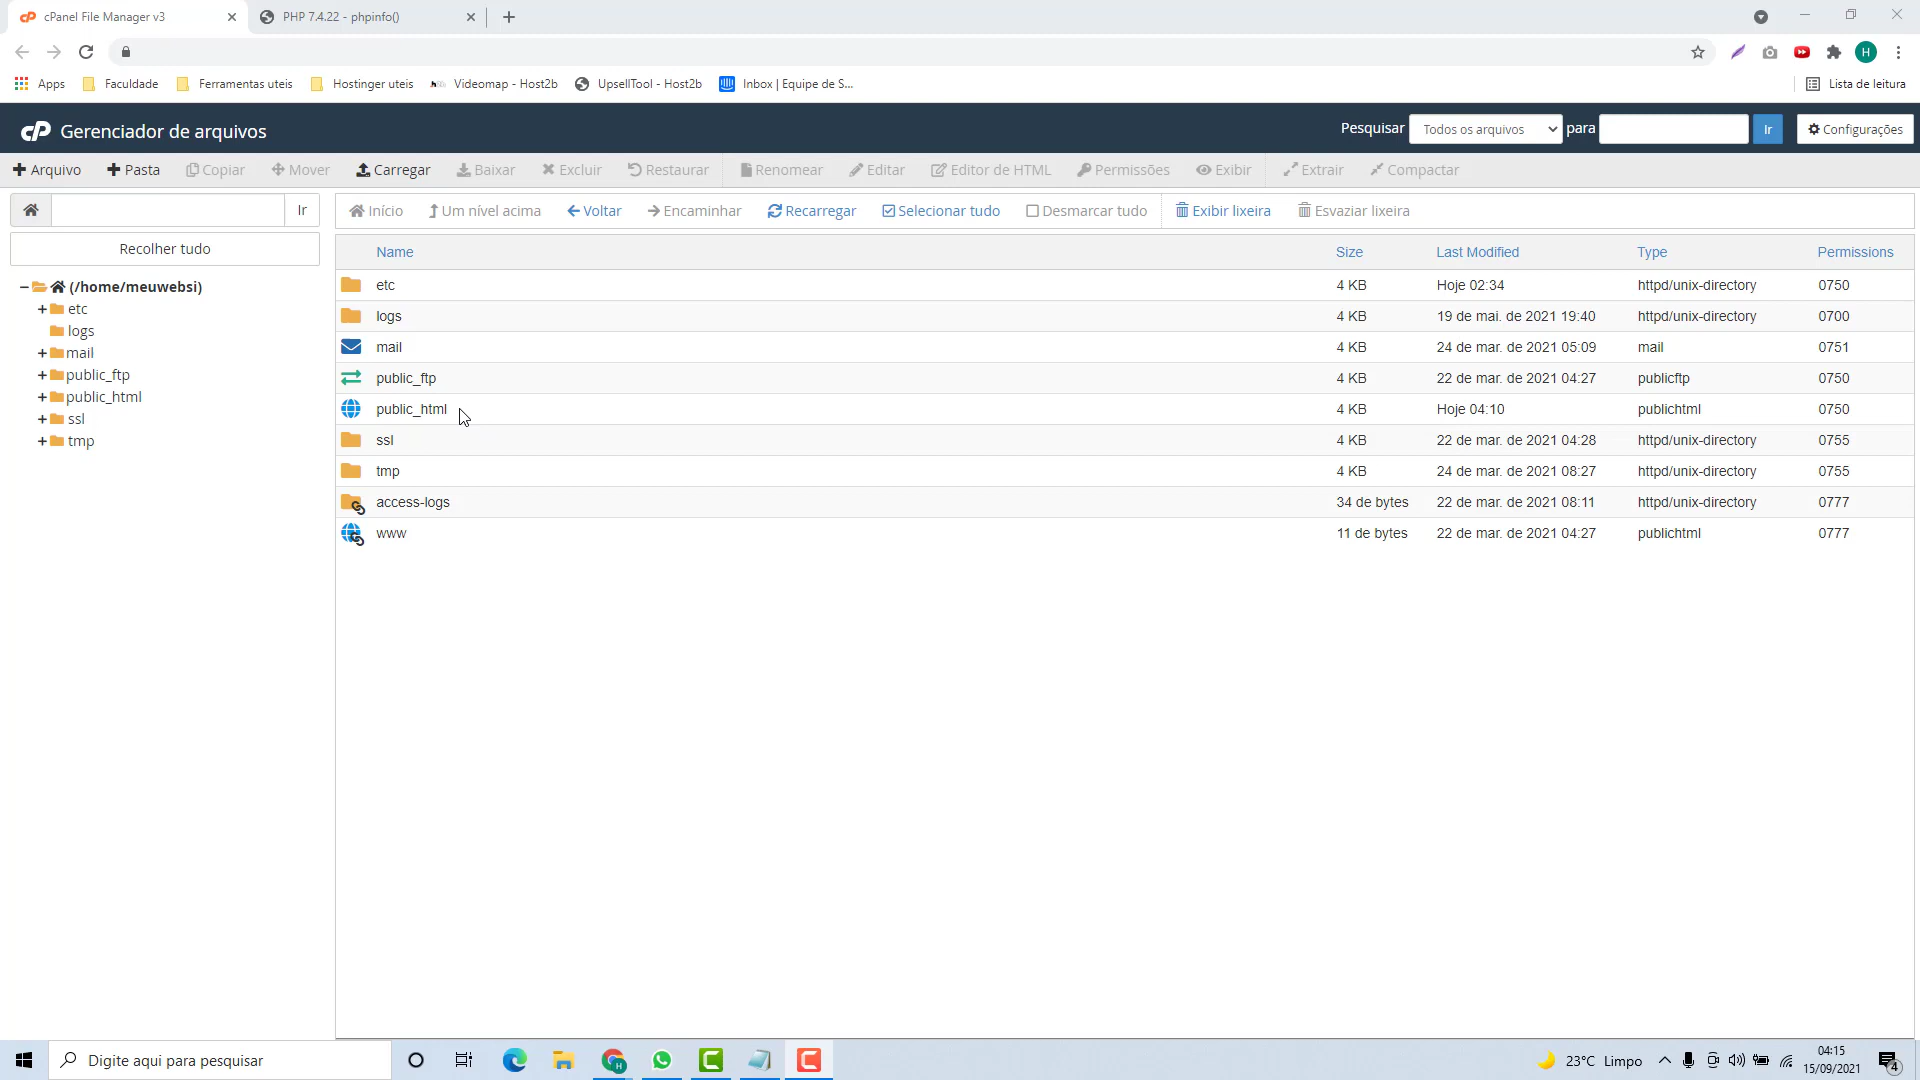 cPanel File Manager v3
PHP 7.4.22 - phpinfo()
H
Apps Faculdade Ferramentas uteis Hostinger uteis Videomap - Host2b UpsellTool - Host2b Inbox | Equipe de S... Lista de leitura
cP Gerenciador de arquivos Pesquisar Todos os arquivos para Ir Configurações
Arquivo Pasta Copiar Mover Carregar Baixar Excluir Restaurar Renomear Editar Editor de HTML Permissões Exibir Extrair Compactar
Ir Início Um nível acima Voltar Encaminhar Recarregar Selecionar tudo Desmarcar tudo Exibir lixeira Esvaziar lixeira
Recolher tudo
(/home/meuwebsi)
etc
logs
mail
public_ftp
public_html
ssl
tmp
Name Size Last Modified Type Permissions
etc 4 KB Hoje 02:34 httpd/unix-directory 0750
logs 4 KB 19 de mai. de 2021 19:40 httpd/unix-directory 0700
mail 4 KB 24 de mar. de 2021 05:09 mail 0751
public_ftp 4 KB 22 de mar. de 2021 04:27 publicftp 0750
public_html 4 KB Hoje 04:10 publichtml 0750
ssl 4 KB 22 de mar. de 2021 04:28 httpd/unix-directory 0755
tmp 4 KB 24 de mar. de 2021 08:27 httpd/unix-directory 0755
access-logs 34 de bytes 22 de mar. de 2021 08:11 httpd/unix-directory 0777
www 11 de bytes 22 de mar. de 2021 04:27 publichtml 0777
Digite aqui para pesquisar
23°C Limpo
04:15
15/09/2021
4